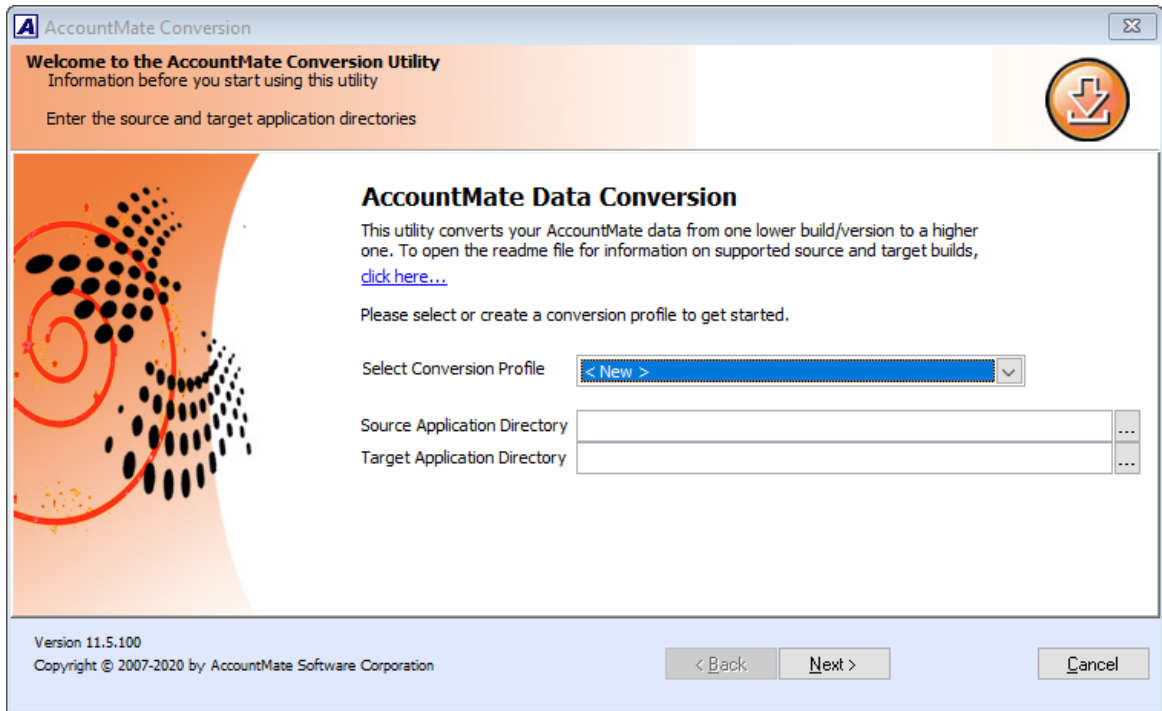 A AccountMate Conversion
Welcome to the AccountMate Conversion Utility
Information before you start using this utility
Enter the source and target application directories
AccountMate Data Conversion
This utility converts your AccountMate data from one lower build/version to a higher
one. To open the readme file for information on supported source and target builds,
click here...
Please select or create a conversion profile to get started.
Select Conversion Profile < New >
Source Application Directory ...
Target Application Directory ...
Version 11.5.100
Copyright © 2007-2020 by AccountMate Software Corporation
< Back Next > Cancel